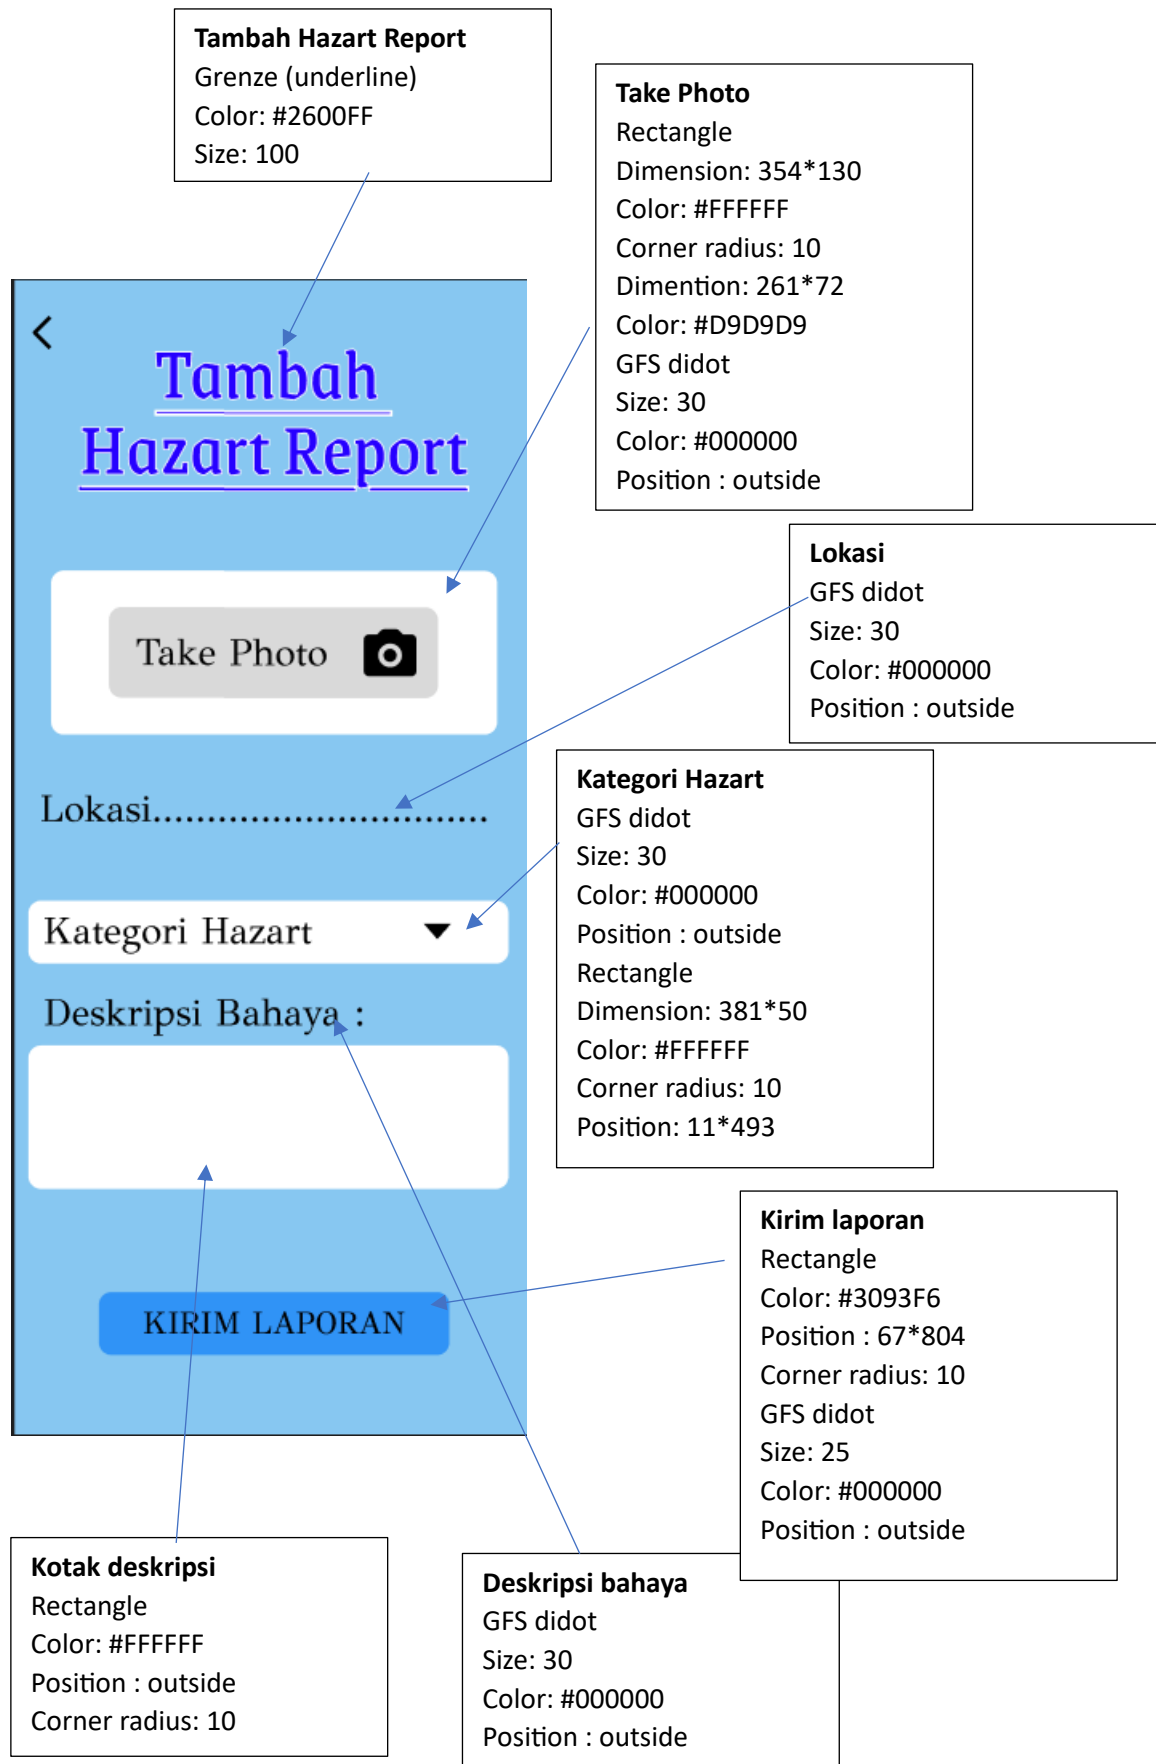 Tambah Hazart Report
Grenze (underline)
Color: #2600FF
Size: 100
Take Photo
Rectangle
Dimension: 354*130
Color: #FFFFFF
Corner radius: 10
Dimention: 261*72
Color: #D9D9D9
GFS didot
Size: 30
Color: #000000
Position : outside
Tambah
Hazart Report
Take Photo
Lokasi...............................
Kategori Hazart
Deskripsi Bahaya :
KIRIM LAPORAN
Lokasi
GFS didot
Size: 30
Color: #000000
Position : outside
Kategori Hazart
GFS didot
Size: 30
Color: #000000
Position : outside
Rectangle
Dimension: 381*50
Color: #FFFFFF
Corner radius: 10
Position: 11*493
Kirim laporan
Rectangle
Color: #3093F6
Position : 67*804
Corner radius: 10
GFS didot
Size: 25
Color: #000000
Position : outside
Kotak deskripsi
Rectangle
Color: #FFFFFF
Position : outside
Corner radius: 10
Deskripsi bahaya
GFS didot
Size: 30
Color: #000000
Position : outside